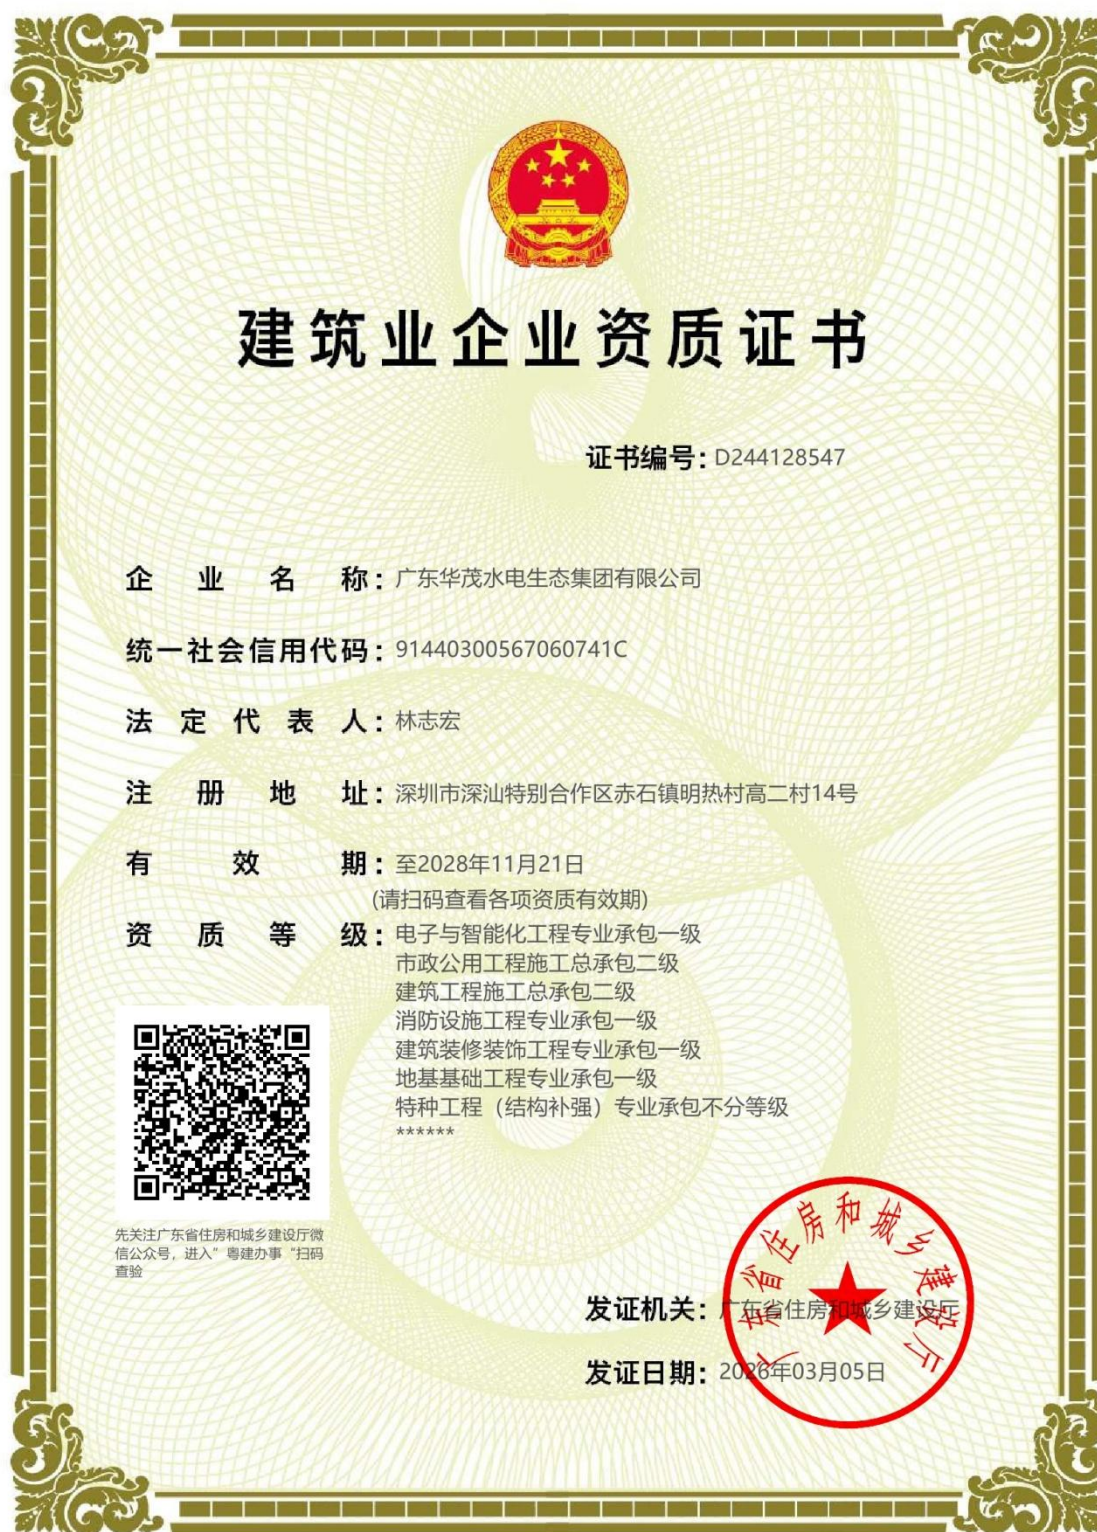 建筑业企业资质证书
证书编号：D244128547
企业名称：广东华茂水电生态集团有限公司
统一社会信用代码：91440300567060741C
法定代表人：林志宏
注册地址：深圳市深汕特别合作区赤石镇明热村高二村14号
有效期：至2028年11月21日
(请扫码查看各项资质有效期)
资质等级：电子与智能化工程专业承包一级
市政公用工程施工总承包二级
建筑工程施工总承包二级
消防设施工程专业承包一级
建筑装修装饰工程专业承包一级
地基基础工程专业承包一级
特种工程（结构补强）专业承包不分等级
******
先关注广东省住房和城乡建设厅微
信公众号，进入”粤建办事“扫码
查验
发证机关：广东省住房和城乡建设厅
发证日期：2026年03月05日
广东省住房和城乡建设厅